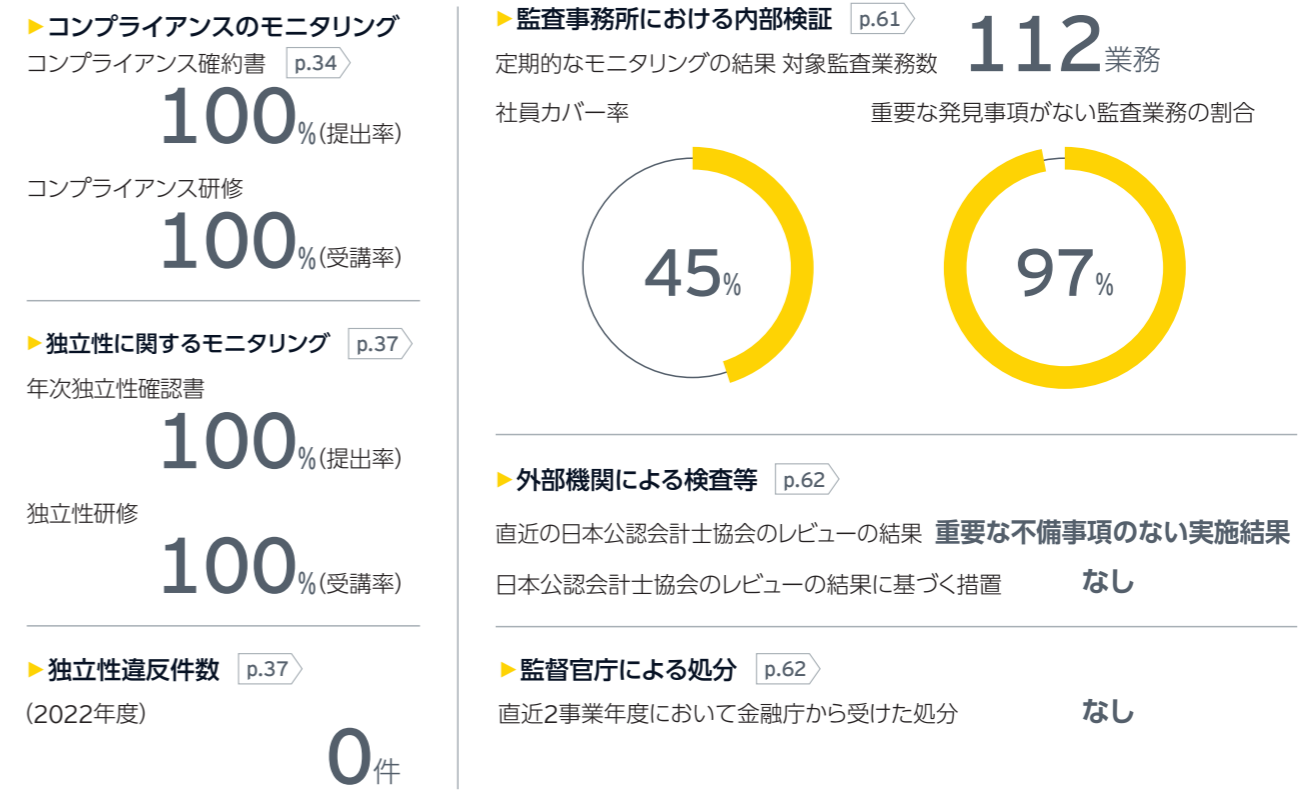 ▶コンプライアンスのモニタリング
コンプライアンス確約書 p.34
100%(提出率)
コンプライアンス研修
100%(受講率)
▶独立性に関するモニタリング p.37
年次独立性確認書
100%(提出率)
独立性研修
100%(受講率)
▶独立性違反件数 p.37
(2022年度)
0件
▶監査事務所における内部検証 p.61
定期的なモニタリングの結果 対象監査業務数 112業務
社員カバー率
45%
重要な発見事項がない監査業務の割合
97%
▶外部機関による検査等 p.62
直近の日本公認会計士協会のレビューの結果 重要な不備事項のない実施結果
日本公認会計士協会のレビューの結果に基づく措置 なし
▶監督官庁による処分 p.62
直近2事業年度において金融庁から受けた処分 なし